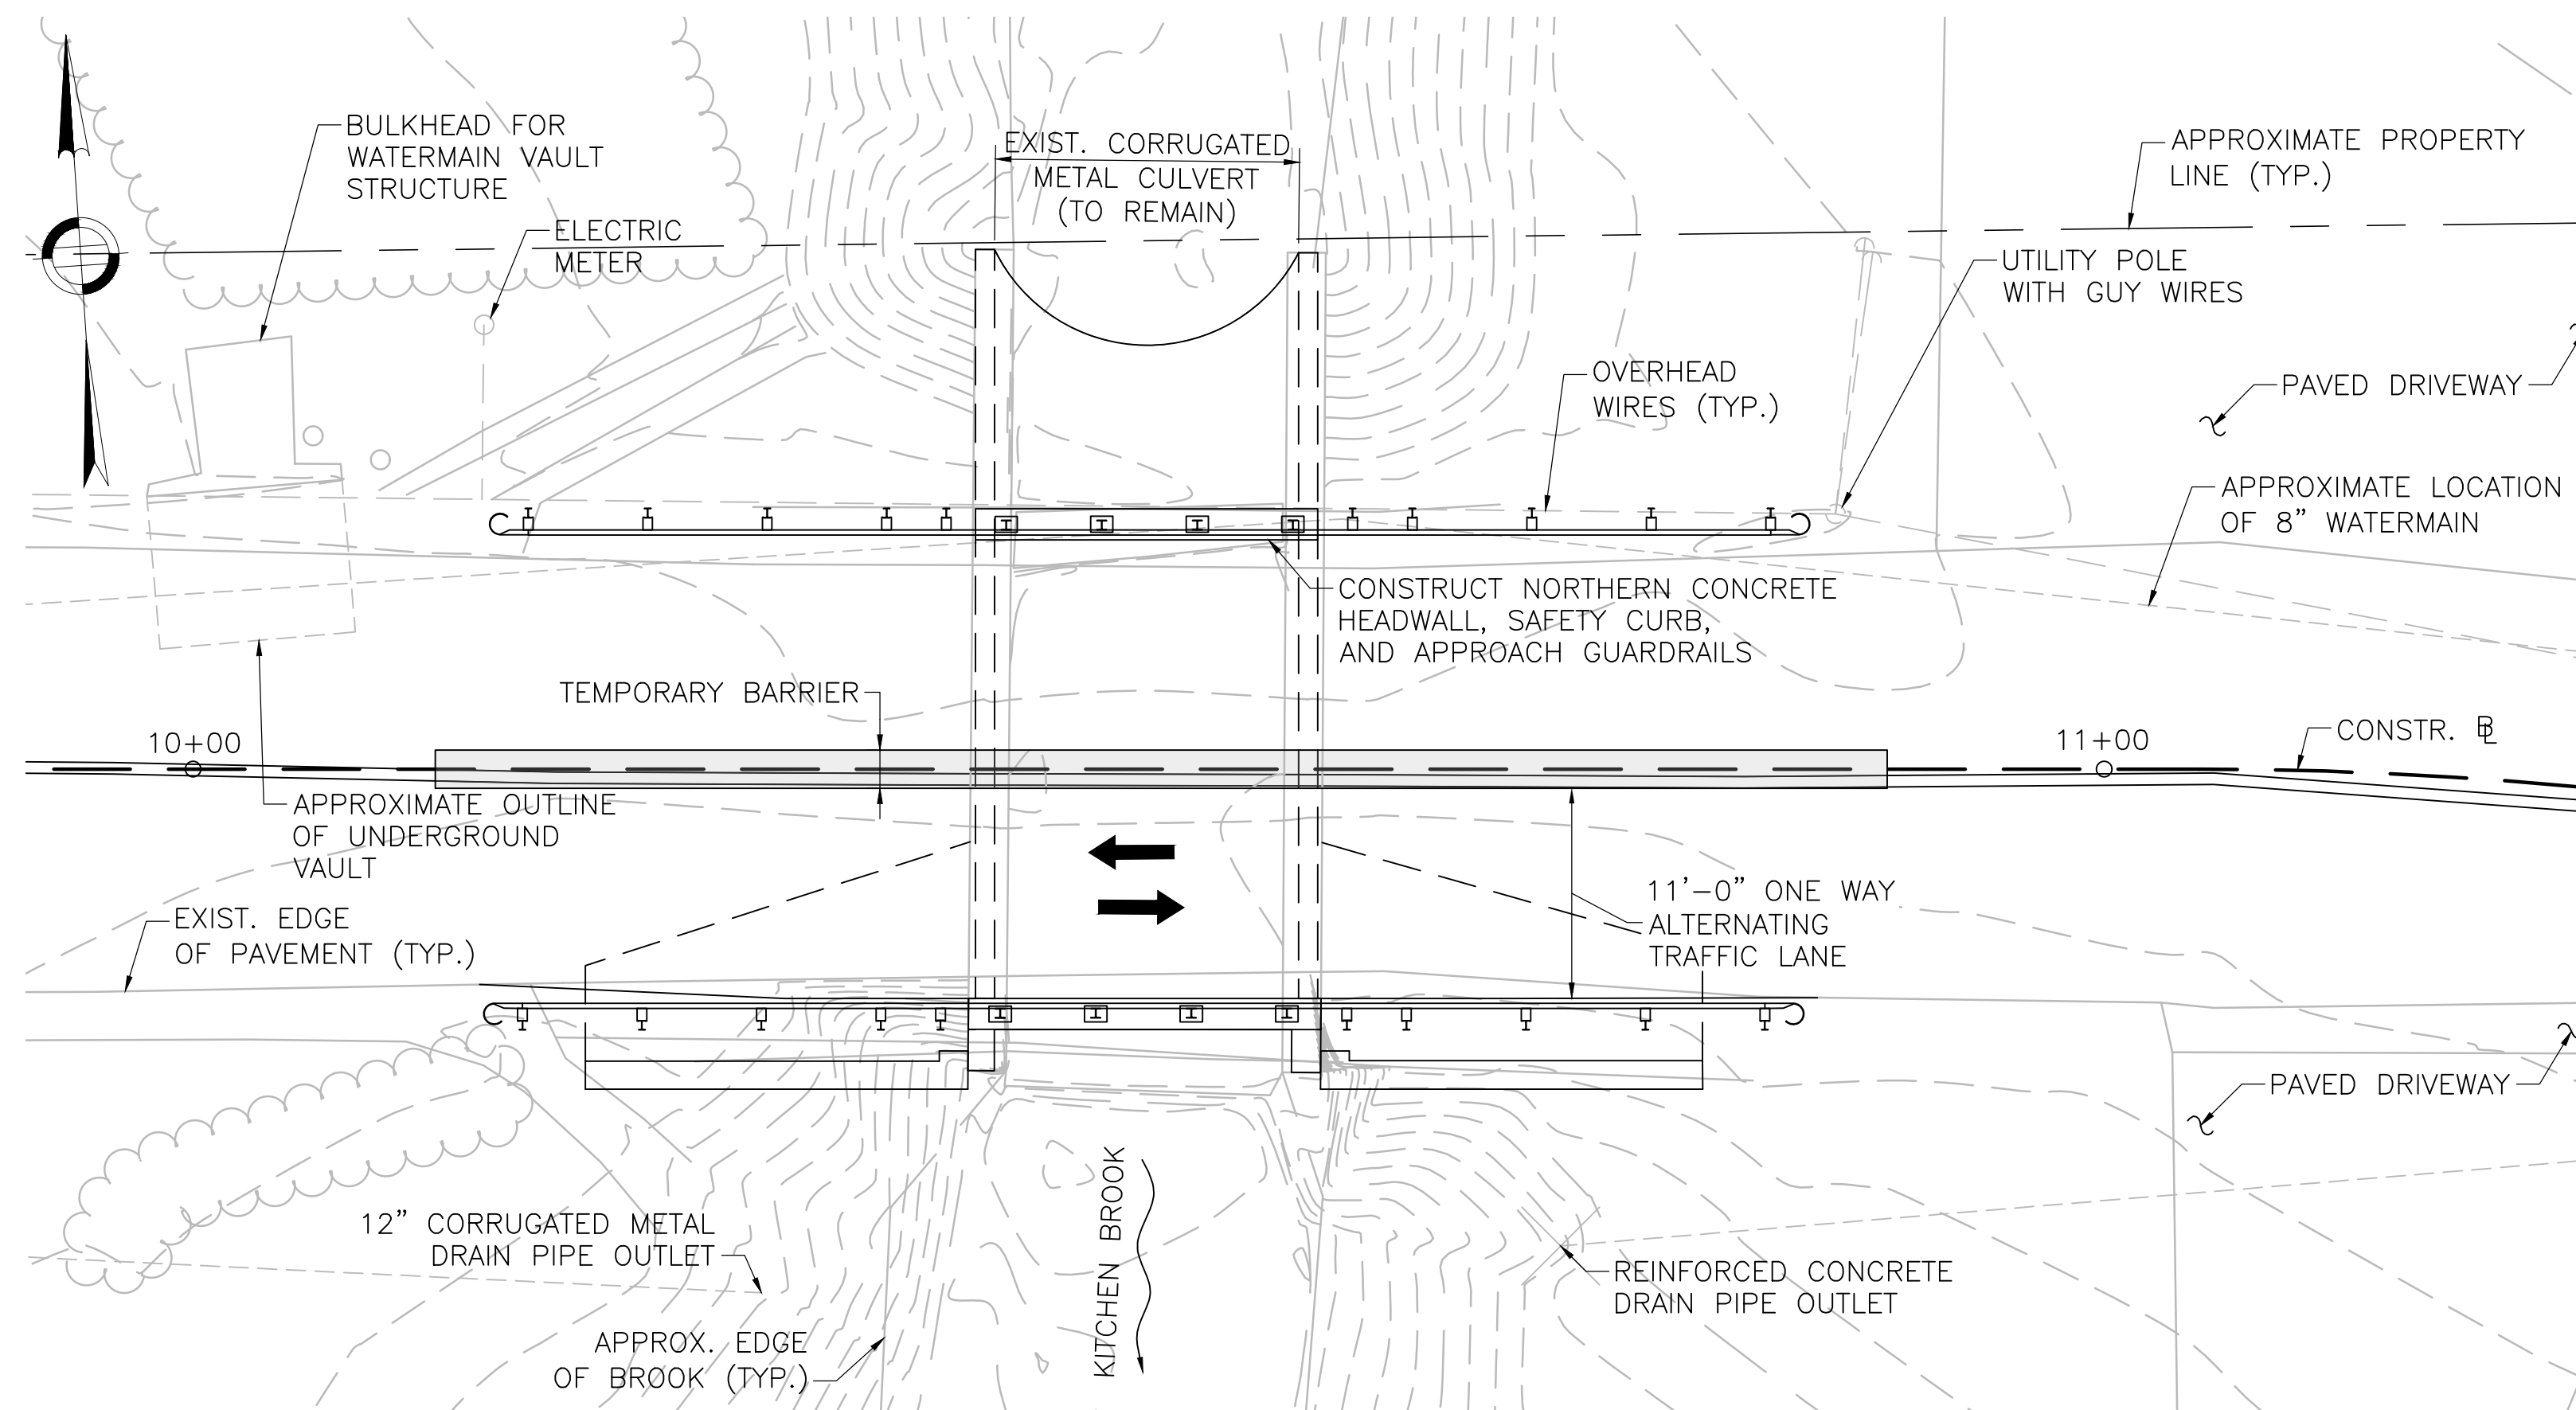 BULKHEAD FOR
WATERMAIN VAULT
STRUCTURE
ELECTRIC
METER
EXIST. CORRUGATED
METAL CULVERT
(TO REMAIN)
APPROXIMATE PROPERTY
LINE (TYP.)
UTILITY POLE
WITH GUY WIRES
OVERHEAD
WIRES (TYP.)
PAVED DRIVEWAY
APPROXIMATE LOCATION
OF 8” WATERMAIN
CONSTRUCT NORTHERN CONCRETE
HEADWALL, SAFETY CURB,
AND APPROACH GUARDRAILS
TEMPORARY BARRIER
10+00
11+00
CONSTR. BL
APPROXIMATE OUTLINE
OF UNDERGROUND
VAULT
EXIST. EDGE
OF PAVEMENT (TYP.)
11’-0” ONE WAY
ALTERNATING
TRAFFIC LANE
PAVED DRIVEWAY
12” CORRUGATED METAL
DRAIN PIPE OUTLET
APPROX. EDGE
OF BROOK (TYP.)
KITCHEN BROOK
REINFORCED CONCRETE
DRAIN PIPE OUTLET